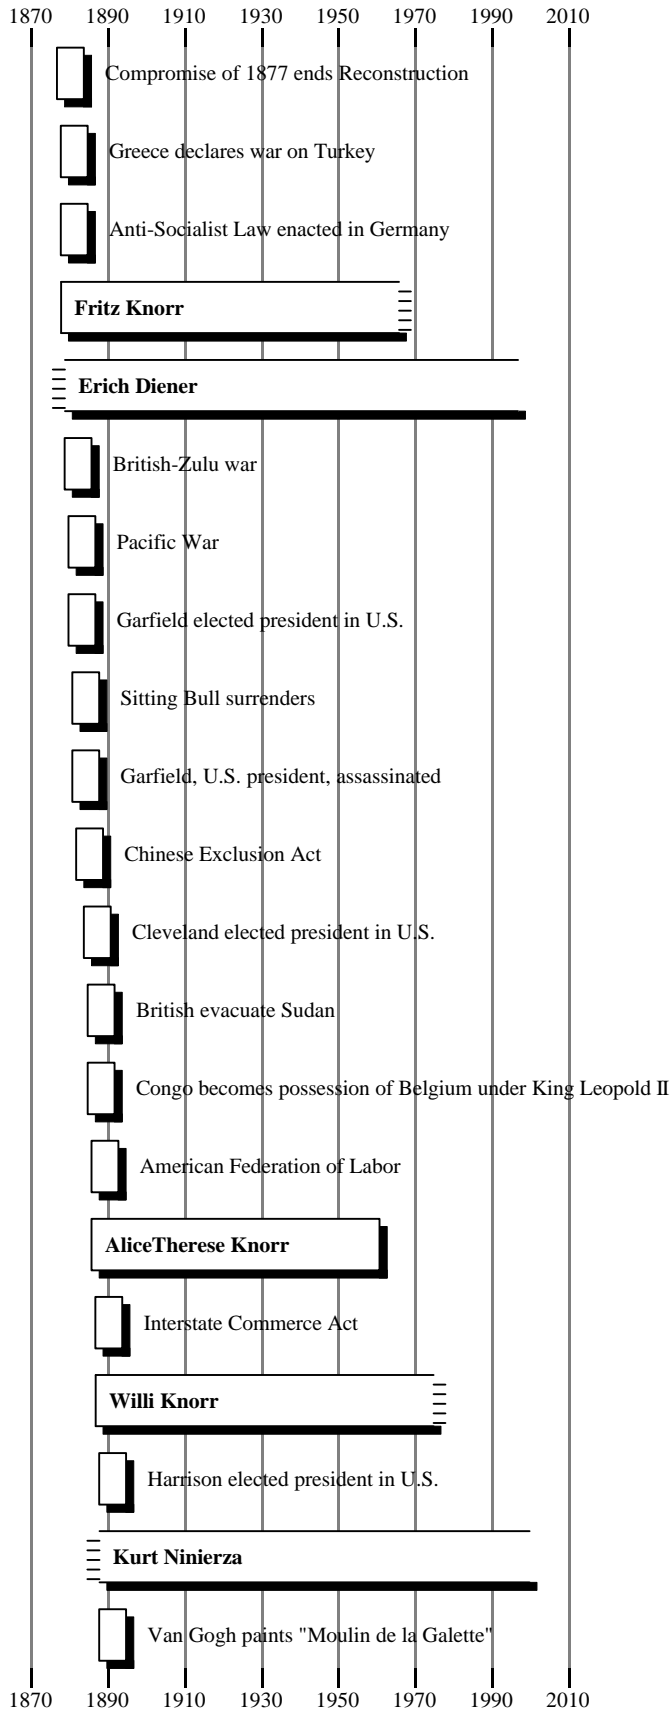 1870 1890 1910 1930 1950 1970 1990 2010
Compromise of 1877 ends Reconstruction
Greece declares war on Turkey
Anti-Socialist Law enacted in Germany
Fritz Knorr
Erich Diener
British-Zulu war
Pacific War
Garfield elected president in U.S.
Sitting Bull surrenders
Garfield, U.S. president, assassinated
Chinese Exclusion Act
Cleveland elected president in U.S.
British evacuate Sudan
Congo becomes possession of Belgium under King Leopold II
American Federation of Labor
AliceTherese Knorr
Interstate Commerce Act
Willi Knorr
Harrison elected president in U.S.
Kurt Ninierza
Van Gogh paints "Moulin de la Galette"
1870 1890 1910 1930 1950 1970 1990 2010